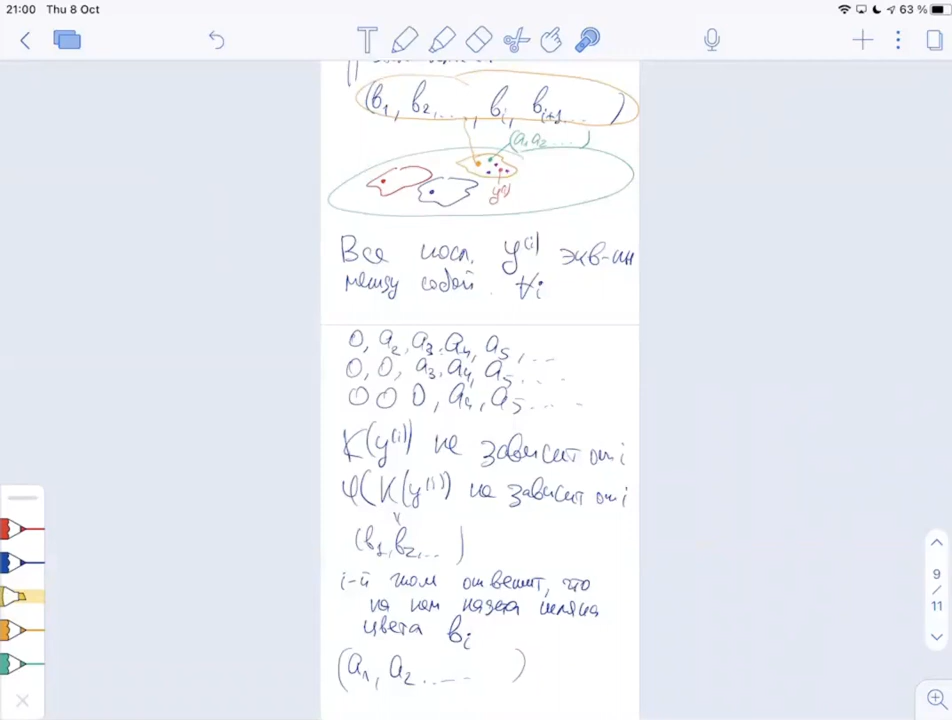 21:00 Thu 8 Oct
63 %
T
(b₁, b₂, ..., bᵢ, bᵢ₊₁ ... )
(a₁ a₂ ... )
y⁽ⁱ⁾
Все посл. y⁽ⁱ⁾ экв-ны
между собой ∀i
0, a₂, a₃, a₄, a₅, ...
0, 0, a₃, a₄, a₅ ...
0 0 0, a₄, a₅ ...
K(y⁽ⁱ⁾) не зависит от i
φ(K(y⁽ⁱ⁾) не зависит от i
(b₁, b₂, ... )
i-й гном ответит, что
на нём надета шляпа
цвета bᵢ
(a₁, a₂ ... )
9
/
11